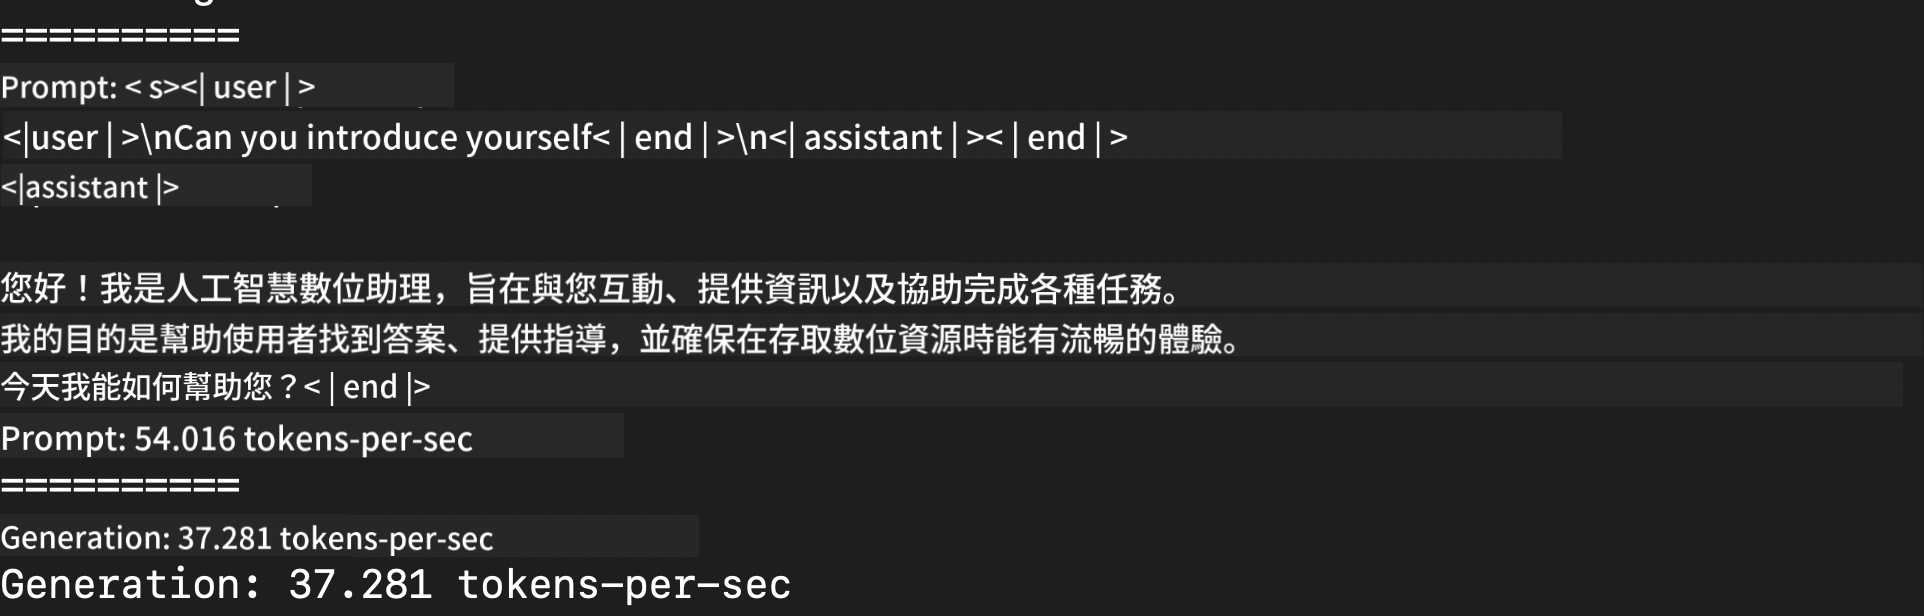 ==========
Prompt: < s><| user | >
<|user | >\nCan you introduce yourself< | end | >\n<| assistant | >< | end | >
<|assistant |>
您好！我是人工智慧數位助理，旨在與您互動、提供資訊以及協助完成各種任務。
我的目的是幫助使用者找到答案、提供指導，並確保在存取數位資源時能有流暢的體驗。
今天我能如何幫助您？< | end |>
Prompt: 54.016 tokens-per-sec
==========
Generation: 37.281 tokens-per-sec
Generation: 37.281 tokens-per-sec